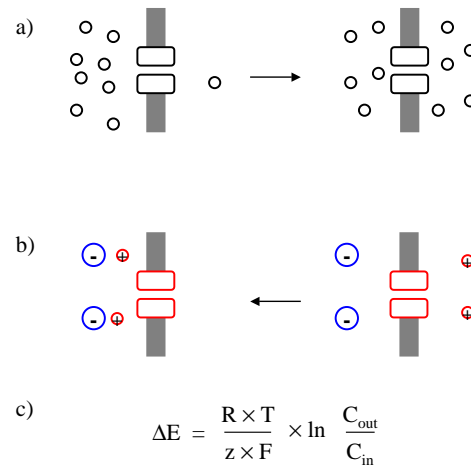 a)
b)
- + - +
- + - +
c)
ΔE = R × T / z × F × ln C_out / C_in